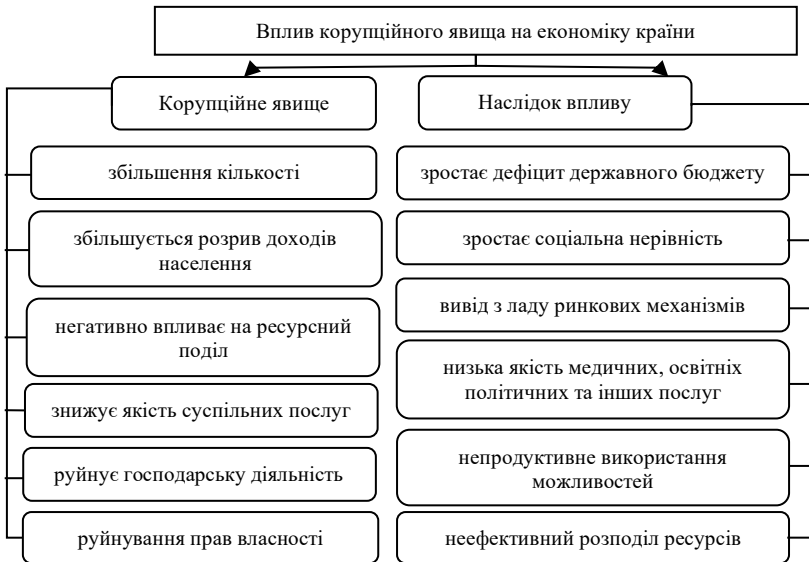 Вплив корупційного явища на економіку країни
Корупційне явище
Наслідок впливу
збільшення кількості
зростає дефіцит державного бюджету
збільшується розрив доходів
населення
зростає соціальна нерівність
негативно впливає на ресурсний
поділ
вивід з ладу ринкових механізмів
знижує якість суспільних послуг
низька якість медичних, освітніх
політичних та інших послуг
руйнує господарську діяльність
непродуктивне використання
можливостей
руйнування прав власності
неефективний розподіл ресурсів